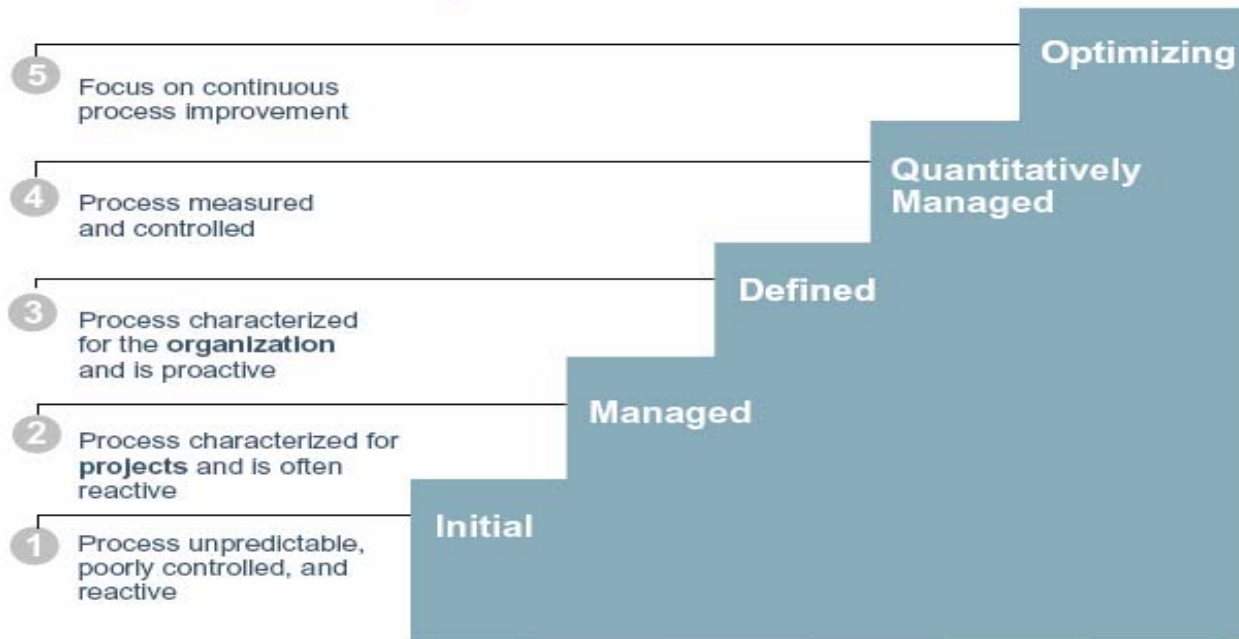 Optimizing
5
Focus on continuous
process improvement
Quantitatively
Managed
4
Process measured
and controlled
Defined
3
Process characterized
for the organization
and is proactive
Managed
2
Process characterized for
projects and is often
reactive
Initial
1
Process unpredictable,
poorly controlled, and
reactive